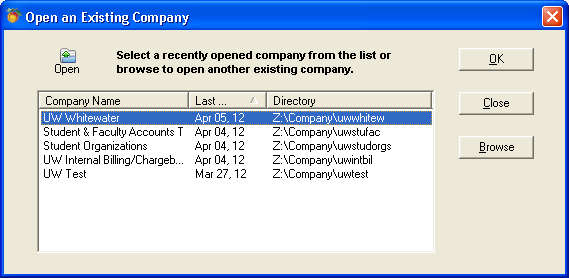 Open an Existing Company
Open
Select a recently opened company from the list or
browse to open another existing company.
OK
Close
Browse
Company Name Last ... Directory
UW Whitewater Apr 05, 12 Z:\Company\uwwhitew
Student & Faculty Accounts T Apr 04, 12 Z:\Company\uwstufac
Student Organizations Apr 04, 12 Z:\Company\uwstudorgs
UW Internal Billing/Chargeb... Apr 04, 12 Z:\Company\uwintbil
UW Test Mar 27, 12 Z:\Company\uwtest